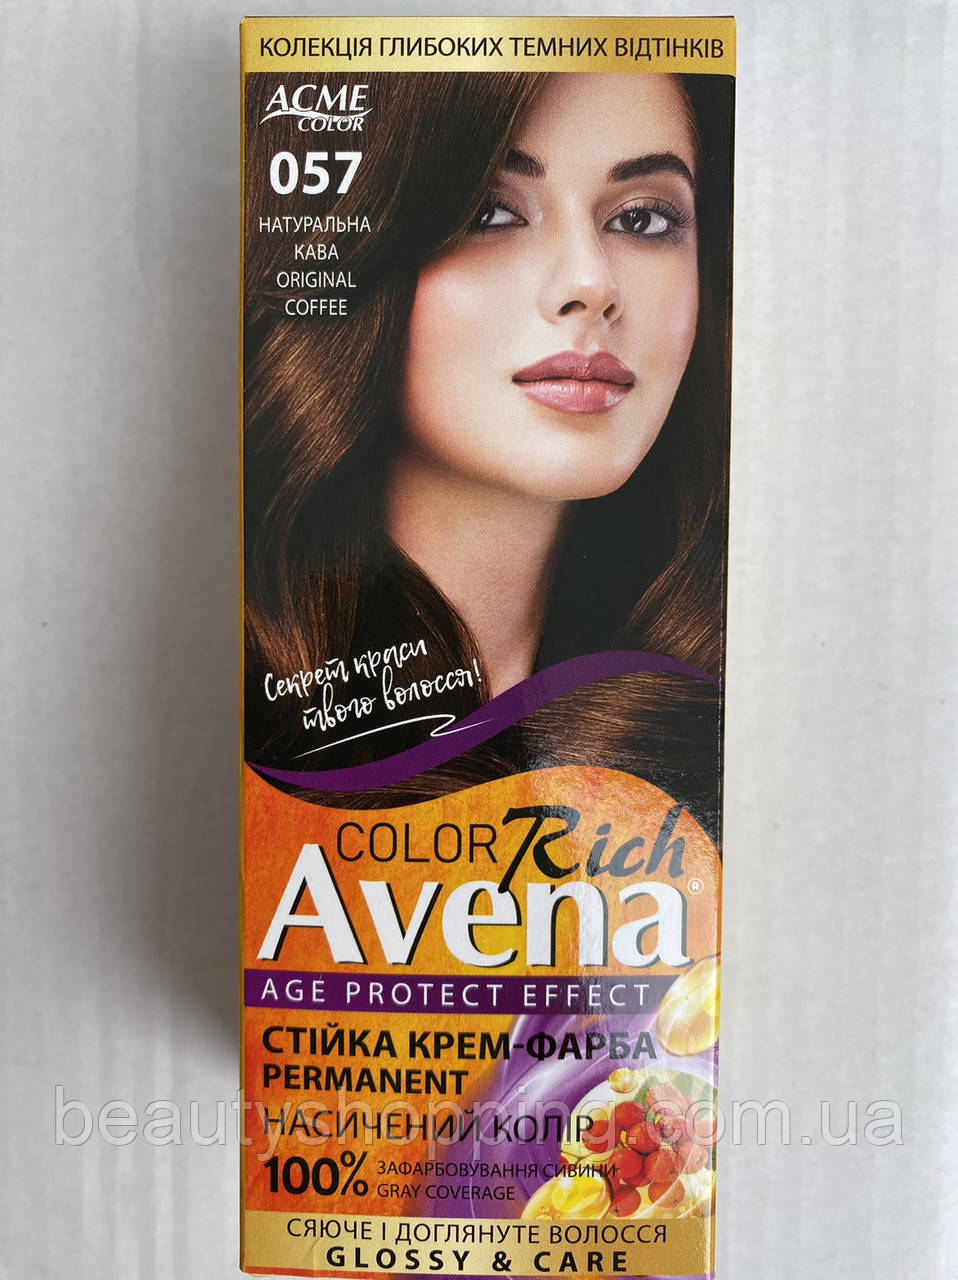 КОЛЕКЦІЯ ГЛИБОКИХ ТЕМНИХ ВІДТІНКІВ
ACME
COLOR
057
НАТУРАЛЬНА
КАВА
ORIGINAL
COFFEE
Секрет краси
твого волосся!
COLOR Rich
Avena®
AGE PROTECT EFFECT
СТІЙКА КРЕМ-ФАРБА
PERMANENT
beautyshopping.com.ua
НАСИЧЕНИЙ КОЛІР
100% ЗАФАРБОВУВАННЯ СИВИНИ
GRAY COVERAGE
СЯЮЧЕ І ДОГЛЯНУТЕ ВОЛОССЯ
GLOSSY & CARE